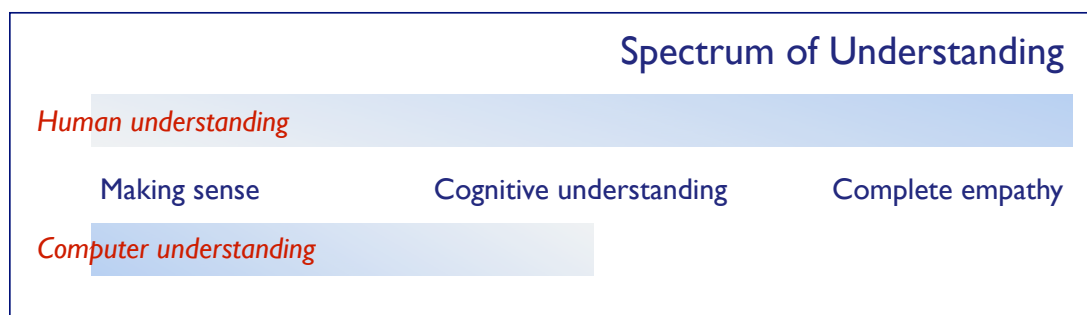 Spectrum of Understanding
Human understanding
Making sense Cognitive understanding Complete empathy
Computer understanding